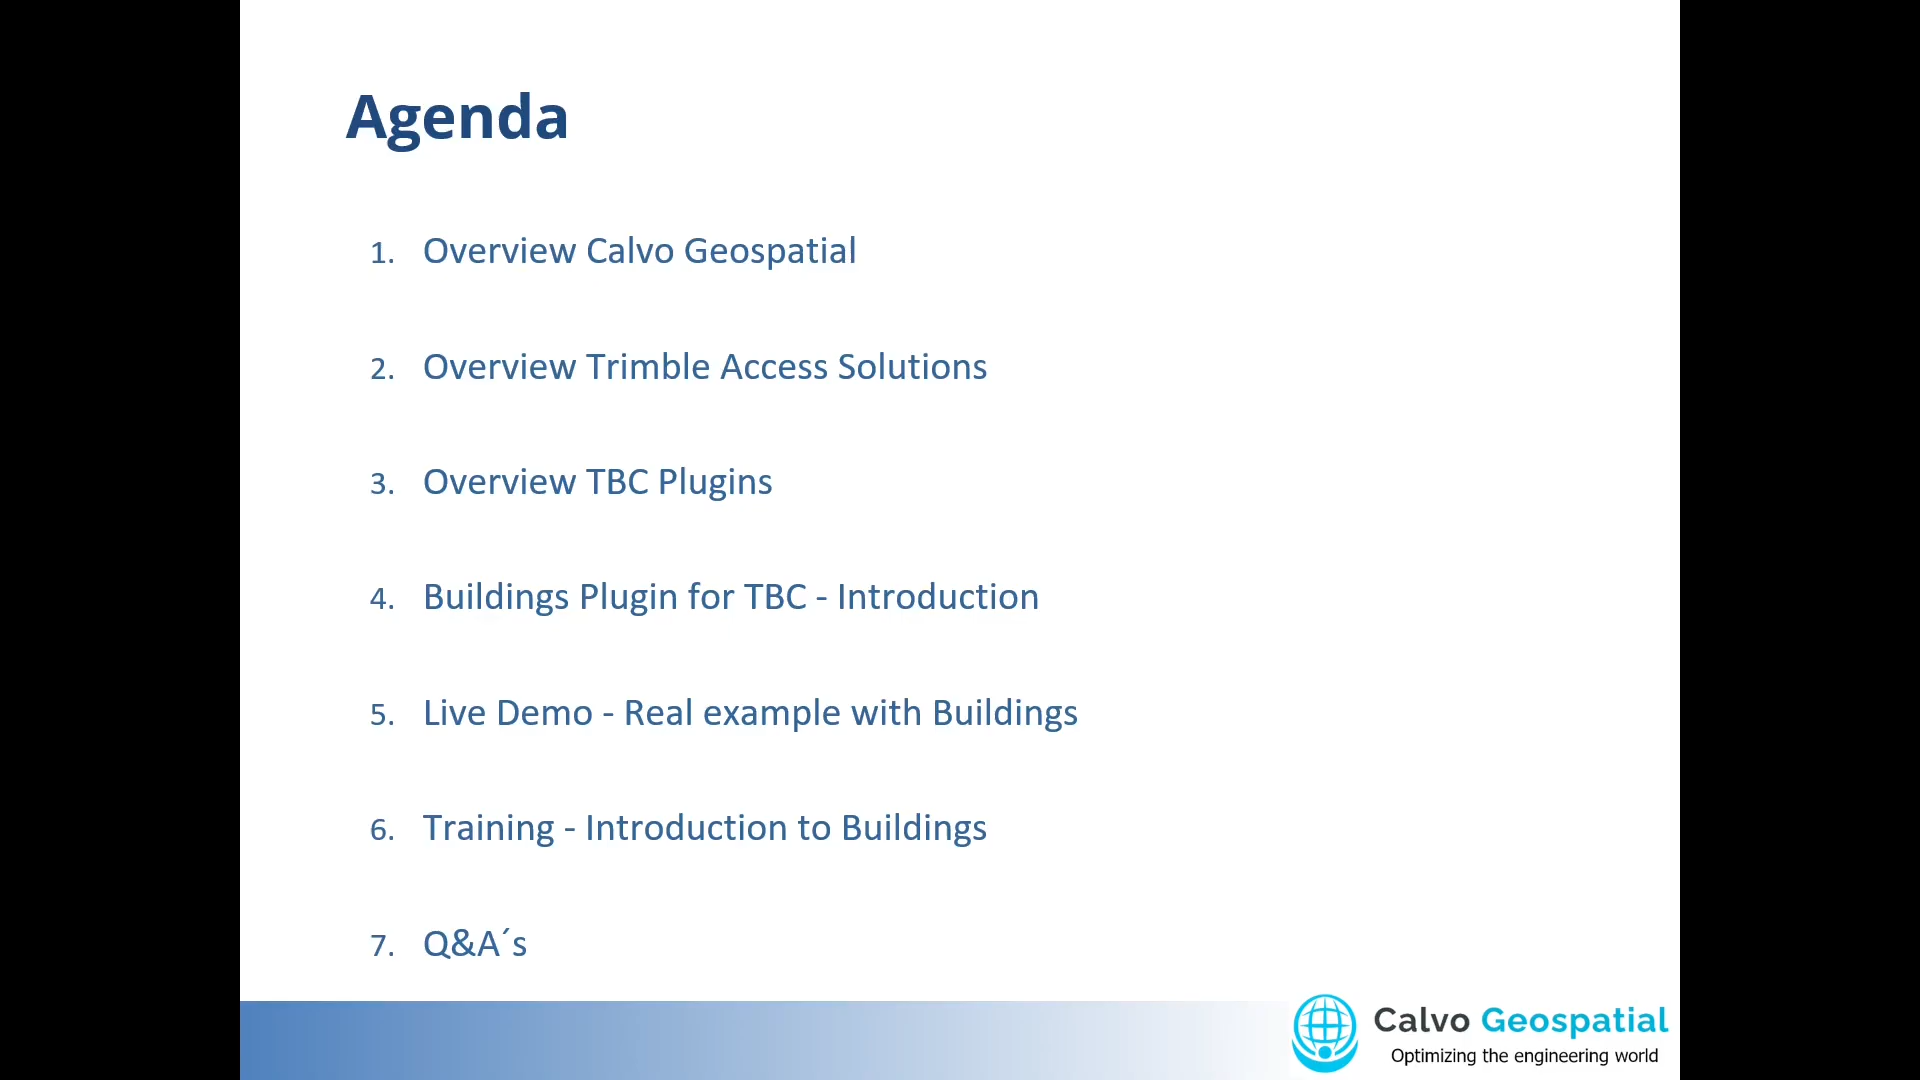 Agenda
1. Overview Calvo Geospatial
2. Overview Trimble Access Solutions
3. Overview TBC Plugins
4. Buildings Plugin for TBC - Introduction
5. Live Demo - Real example with Buildings
6. Training - Introduction to Buildings
7. Q&A´s
Calvo Geospatial
Optimizing the engineering world